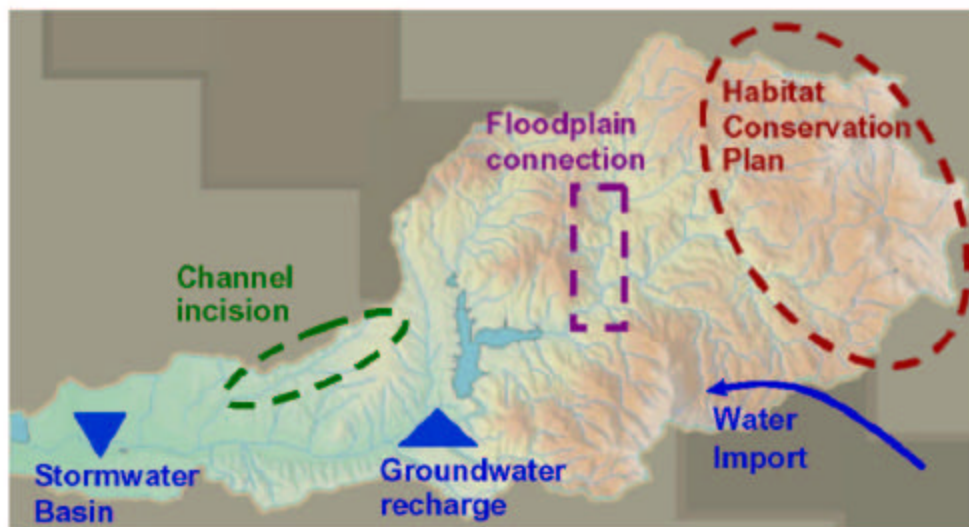 Habitat
Conservation
Plan
Floodplain
connection
Channel
incision
Water
Import
Groundwater
recharge
Stormwater
Basin